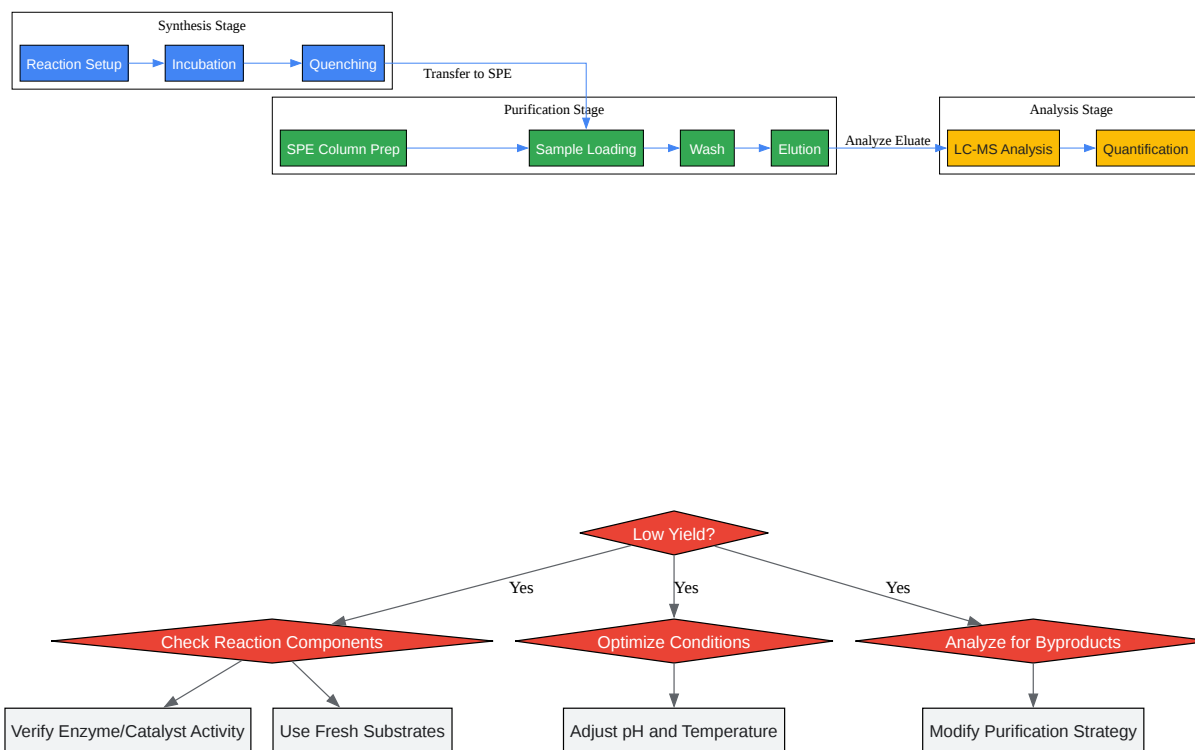 Synthesis Stage
Reaction Setup
Incubation
Quenching
Transfer to SPE
Purification Stage
SPE Column Prep
Sample Loading
Wash
Elution
Analyze Eluate
Analysis Stage
LC-MS Analysis
Quantification
Low Yield?
Yes
Yes
Yes
Check Reaction Components
Optimize Conditions
Analyze for Byproducts
Verify Enzyme/Catalyst Activity
Use Fresh Substrates
Adjust pH and Temperature
Modify Purification Strategy